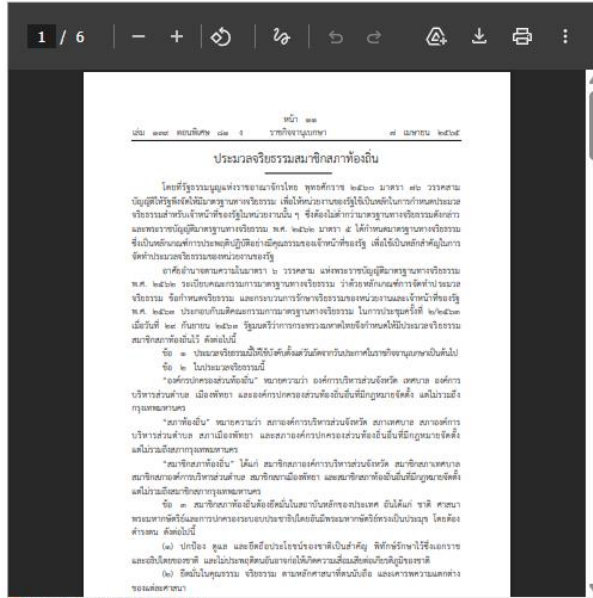 1 / 6
หน้า ๑๑
เล่ม ๑๓๙ ตอนพิเศษ ๘๑ ง ราชกิจจานุเบกษา ๗ เมษายน ๒๕๖๕
ประมวลจริยธรรมสมาชิกสภาท้องถิ่น
โดยที่รัฐธรรมนูญแห่งราชอาณาจักรไทย พุทธศักราช ๒๕๖๐ มาตรา ๗๖ วรรคสาม
บัญญัติให้รัฐพึงจัดให้มีมาตรฐานทางจริยธรรม เพื่อให้หน่วยงานของรัฐใช้เป็นหลักในการกำหนดประมวล
จริยธรรมสำหรับเจ้าหน้าที่ของรัฐในหน่วยงานนั้น ๆ ซึ่งต้องไม่ต่ำกว่ามาตรฐานทางจริยธรรมดังกล่าว
และพระราชบัญญัติมาตรฐานทางจริยธรรม พ.ศ. ๒๕๖๒ มาตรา ๕ ได้กำหนดมาตรฐานทางจริยธรรม
ซึ่งเป็นหลักเกณฑ์การประพฤติปฏิบัติอย่างมีคุณธรรมของเจ้าหน้าที่ของรัฐ เพื่อใช้เป็นหลักสำคัญในการ
จัดทำประมวลจริยธรรมของหน่วยงานของรัฐ
อาศัยอำนาจตามความในมาตรา ๖ วรรคสาม แห่งพระราชบัญญัติมาตรฐานทางจริยธรรม
พ.ศ. ๒๕๖๒ ระเบียบคณะกรรมการมาตรฐานทางจริยธรรม ว่าด้วยหลักเกณฑ์การจัดทำประมวล
จริยธรรม ข้อกำหนดจริยธรรม และกระบวนการรักษาจริยธรรมของหน่วยงานและเจ้าหน้าที่ของรัฐ
พ.ศ. ๒๕๖๓ ประกอบกับมติคณะกรรมการมาตรฐานทางจริยธรรม ในการประชุมครั้งที่ ๒/๒๕๖๓
เมื่อวันที่ ๒๙ กันยายน ๒๕๖๓ รัฐมนตรีว่าการกระทรวงมหาดไทยจึงกำหนดให้มีประมวลจริยธรรม
สมาชิกสภาท้องถิ่นไว้ ดังต่อไปนี้
ข้อ ๑ ประมวลจริยธรรมนี้ให้ใช้บังคับตั้งแต่วันถัดจากวันประกาศในราชกิจจานุเบกษาเป็นต้นไป
ข้อ ๒ ในประมวลจริยธรรมนี้
“องค์กรปกครองส่วนท้องถิ่น” หมายความว่า องค์การบริหารส่วนจังหวัด เทศบาล องค์การ
บริหารส่วนตำบล เมืองพัทยา และองค์กรปกครองส่วนท้องถิ่นอื่นที่มีกฎหมายจัดตั้ง แต่ไม่รวมถึง
กรุงเทพมหานคร
“สภาท้องถิ่น” หมายความว่า สภาองค์การบริหารส่วนจังหวัด สภาเทศบาล สภาองค์การ
บริหารส่วนตำบล สภาเมืองพัทยา และสภาองค์กรปกครองส่วนท้องถิ่นอื่นที่มีกฎหมายจัดตั้ง
แต่ไม่รวมถึงสภากรุงเทพมหานคร
“สมาชิกสภาท้องถิ่น” ได้แก่ สมาชิกสภาองค์การบริหารส่วนจังหวัด สมาชิกสภาเทศบาล
สมาชิกสภาองค์การบริหารส่วนตำบล สมาชิกสภาเมืองพัทยา และสมาชิกสภาท้องถิ่นอื่นที่มีกฎหมายจัดตั้ง
แต่ไม่รวมถึงสมาชิกสภากรุงเทพมหานคร
ข้อ ๓ สมาชิกสภาท้องถิ่นต้องยึดมั่นในสถาบันหลักของประเทศ อันได้แก่ ชาติ ศาสนา
พระมหากษัตริย์และการปกครองระบอบประชาธิปไตยอันมีพระมหากษัตริย์ทรงเป็นประมุข โดยต้อง
ดำรงตน ดังต่อไปนี้
(๑) ปกป้อง ดูแล และยึดถือประโยชน์ของชาติเป็นสำคัญ พิทักษ์รักษาไว้ซึ่งเอกราช
และอธิปไตยของชาติ และไม่ประพฤติตนอันอาจก่อให้เกิดความเสื่อมเสียต่อเกียรติภูมิของชาติ
(๒) ยึดมั่นในคุณธรรม จริยธรรม ตามหลักศาสนาที่ตนนับถือ และเคารพความแตกต่าง
ของแต่ละศาสนา